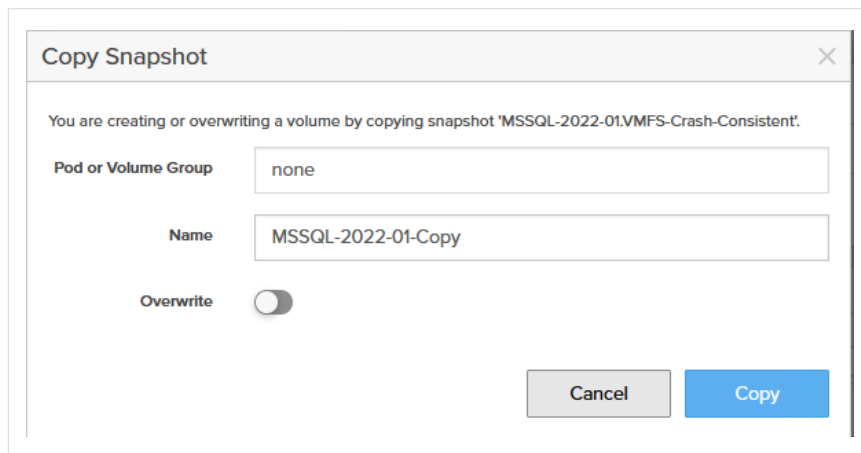 Copy Snapshot
You are creating or overwriting a volume by copying snapshot 'MSSQL-2022-01.VMFS-Crash-Consistent'.
Pod or Volume Group
none
Name
MSSQL-2022-01-Copy
Overwrite
Cancel
Copy